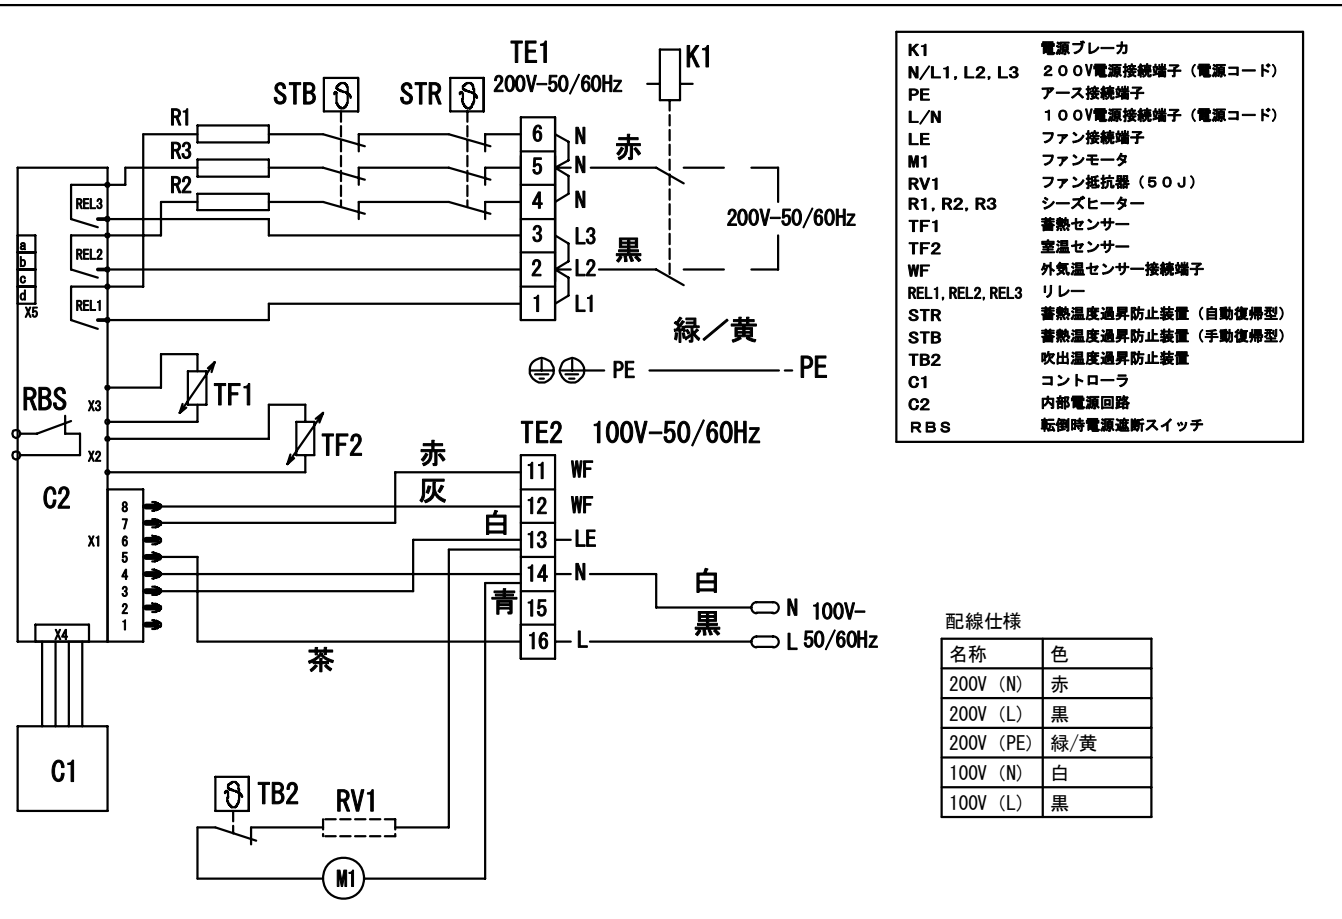 TE1
200V-50/60Hz
K1
STB
STR
R1
R3
R2
6 N
5 N
4 N
3 L3
2 L2
1 L1
赤
黒
200V-50/60Hz
REL3
REL2
REL1
a
b
c
d
X5
緑／黄
PE
PE
RBS
X3
X2
TF1
TF2
TE2 100V-50/60Hz
11 WF
12 WF
13 LE
14 N
15
16 L
赤
灰
白
青
茶
白
黒
N 100V-
L 50/60Hz
C2
X1
8
7
6
5
4
3
2
1
X4
C1
TB2
RV1
M1
K1 電源ブレーカ
N/L1, L2, L3 ２００V電源接続端子（電源コード）
PE アース接続端子
L/N １００V電源接続端子（電源コード）
LE ファン接続端子
M1 ファンモータ
RV1 ファン抵抗器（５０Ｊ）
R1, R2, R3 シーズヒーター
TF1 蓄熱センサー
TF2 室温センサー
WF 外気温センサー接続端子
REL1, REL2, REL3 リレー
STR 蓄熱温度過昇防止装置（自動復帰型）
STB 蓄熱温度過昇防止装置（手動復帰型）
TB2 吹出温度過昇防止装置
C1 コントローラ
C2 内部電源回路
ＲＢＳ 転倒時電源遮断スイッチ
配線仕様
名称 色
200V (N) 赤
200V (L) 黒
200V (PE) 緑/黄
100V (N) 白
100V (L) 黒